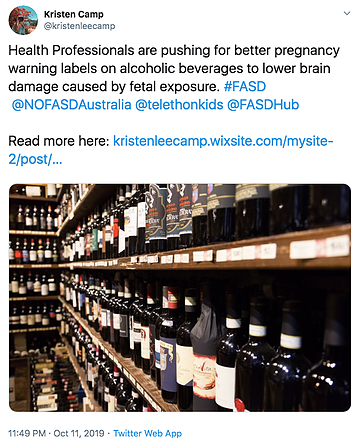 Kristen Camp
@kristenleecamp
Health Professionals are pushing for better pregnancy
warning labels on alcoholic beverages to lower brain
damage caused by fetal exposure. #FASD
@NOFASDAustralia @telethonkids @FASDHub
Read more here: kristenleecamp.wixsite.com/mysite-
2/post/...
11:49 PM · Oct 11, 2019 · Twitter Web App